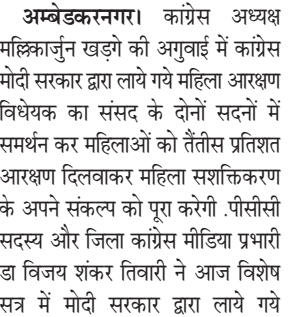 अम्बेडकरनगर। कांग्रेस अध्यक्ष
मल्लिकार्जुन खड़गे की अगुवाई में कांग्रेस
मोदी सरकार द्वारा लाये गये महिला आरक्षण
विधेयक का संसद के दोनों सदनों में
समर्थन कर महिलाओं को तैंतीस प्रतिशत
आरक्षण दिलवाकर महिला सशक्तिकरण
के अपने संकल्प को पूरा करेगी .पीसीसी
सदस्य और जिला कांग्रेस मीडिया प्रभारी
डा विजय शंकर तिवारी ने आज विशेष
सत्र में मोदी सरकार द्वारा लाये गये